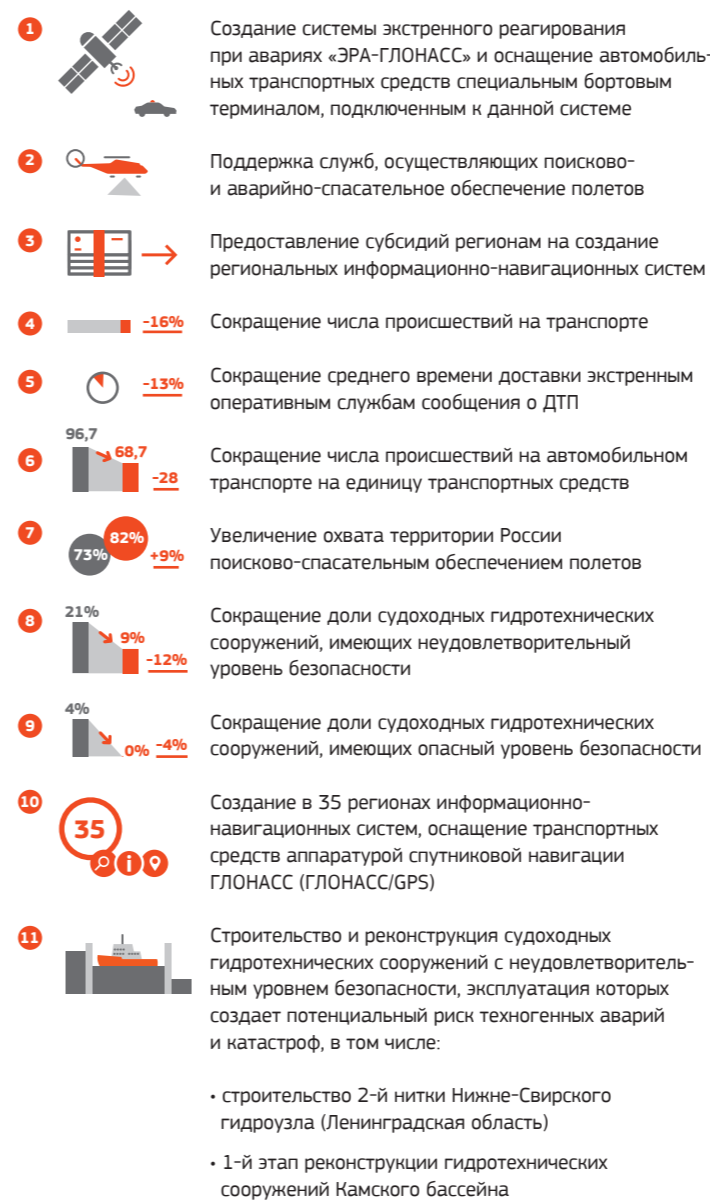 1
Создание системы экстренного реагирования
при авариях «ЭРА-ГЛОНАСС» и оснащение автомобиль-
ных транспортных средств специальным бортовым
терминалом, подключенным к данной системе
2
Поддержка служб, осуществляющих поисково-
и аварийно-спасательное обеспечение полетов
3
Предоставление субсидий регионам на создание
региональных информационно-навигационных систем
4
-16%
Сокращение числа происшествий на транспорте
5
-13%
Сокращение среднего времени доставки экстренным
оперативным службам сообщения о ДТП
6
96,7
68,7
-28
Сокращение числа происшествий на автомобильном
транспорте на единицу транспортных средств
7
73%
82%
+9%
Увеличение охвата территории России
поисково-спасательным обеспечением полетов
8
21%
9%
-12%
Сокращение доли судоходных гидротехнических
сооружений, имеющих неудовлетворительный
уровень безопасности
9
4%
0%
-4%
Сокращение доли судоходных гидротехнических
сооружений, имеющих опасный уровень безопасности
10
35
i
Создание в 35 регионах информационно-
навигационных систем, оснащение транспортных
средств аппаратурой спутниковой навигации
ГЛОНАСС (ГЛОНАСС/GPS)
11
Строительство и реконструкция судоходных
гидротехнических сооружений с неудовлетворитель-
ным уровнем безопасности, эксплуатация которых
создает потенциальный риск техногенных аварий
и катастроф, в том числе:
• строительство 2-й нитки Нижне-Свирского
гидроузла (Ленинградская область)
• 1-й этап реконструкции гидротехнических
сооружений Камского бассейна